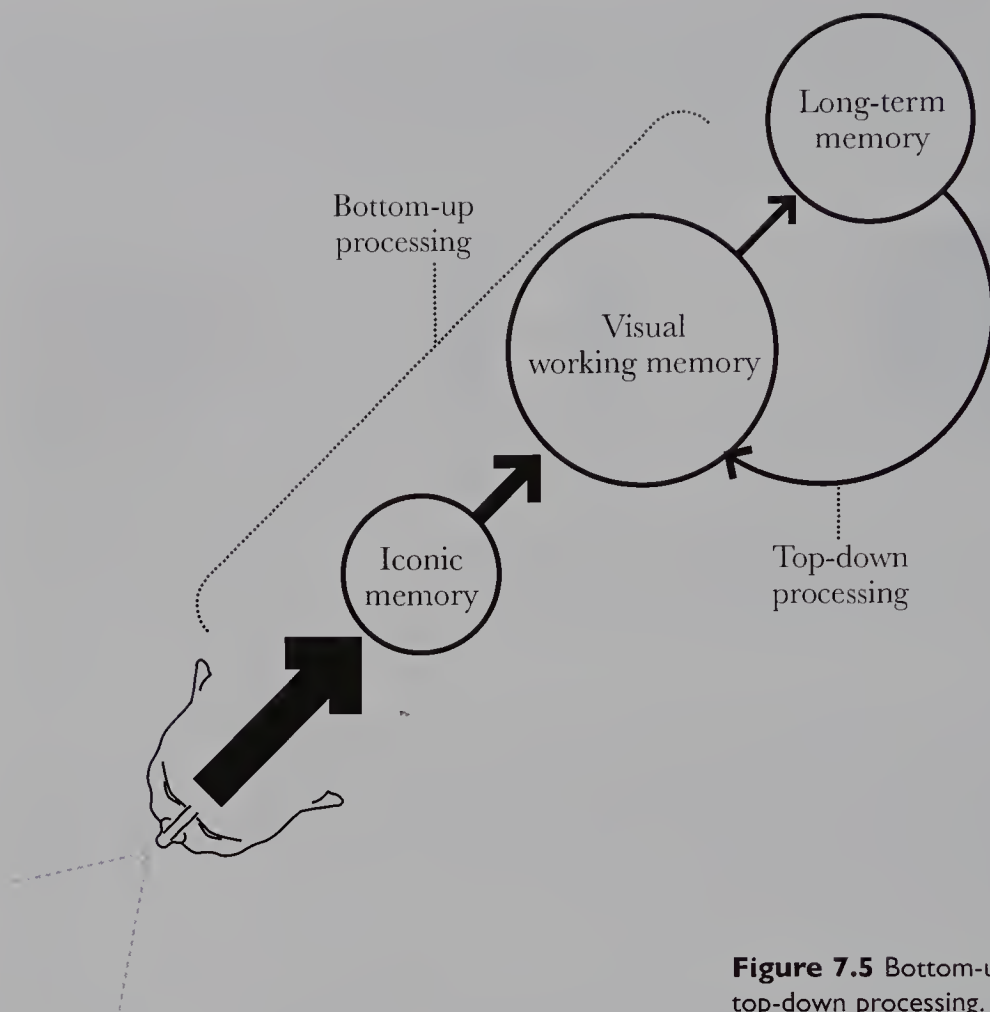 Long-term
memory
Bottom-up
processing
Visual
working memory
Iconic
memory
Top-down
processing
Figure 7.5 Bottom-u
top-down processing.